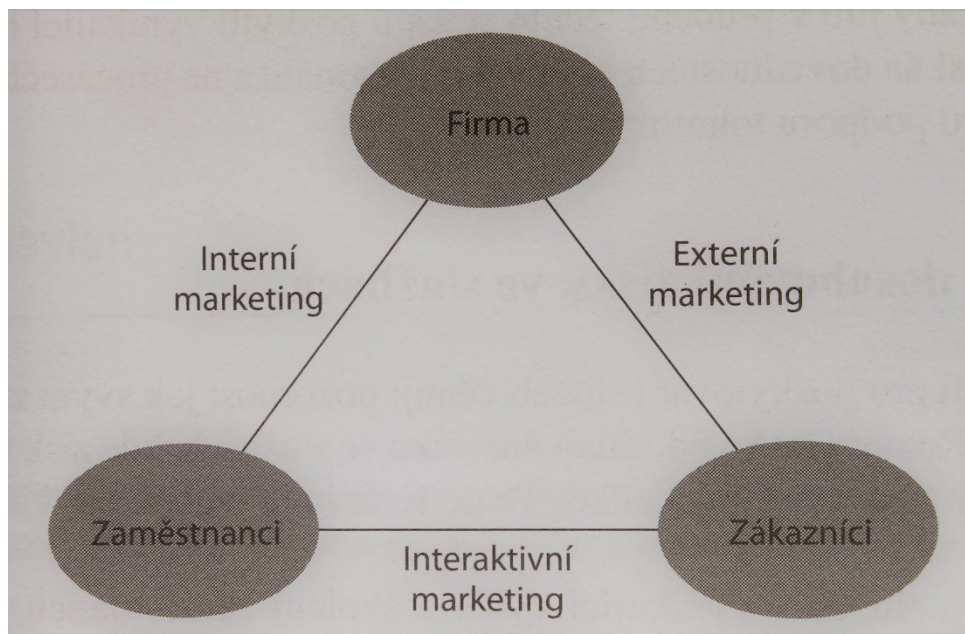 Firma
Interní
marketing
Externí
marketing
Zaměstnanci
Zákazníci
Interaktivní
marketing